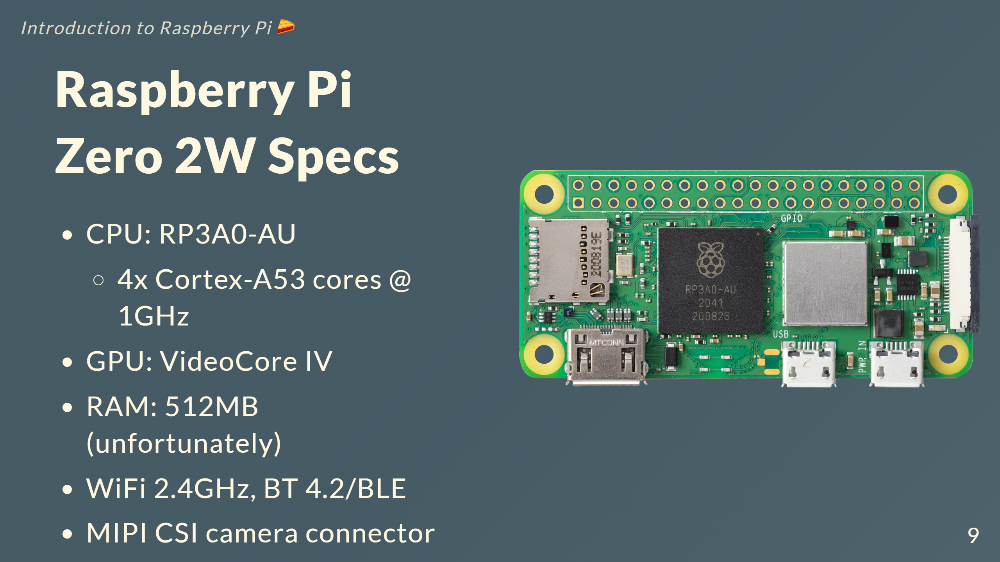 Introduction to Raspberry Pi 🥧
Raspberry Pi
Zero 2W Specs
CPU: RP3A0-AU
4x Cortex-A53 cores @
1GHz
GPU: VideoCore IV
RAM: 512MB
(unfortunately)
WiFi 2.4GHz, BT 4.2/BLE
MIPI CSI camera connector
GPIO
RP3A0-AU
2041
200826
MTCONN
USB
PWR IN
9